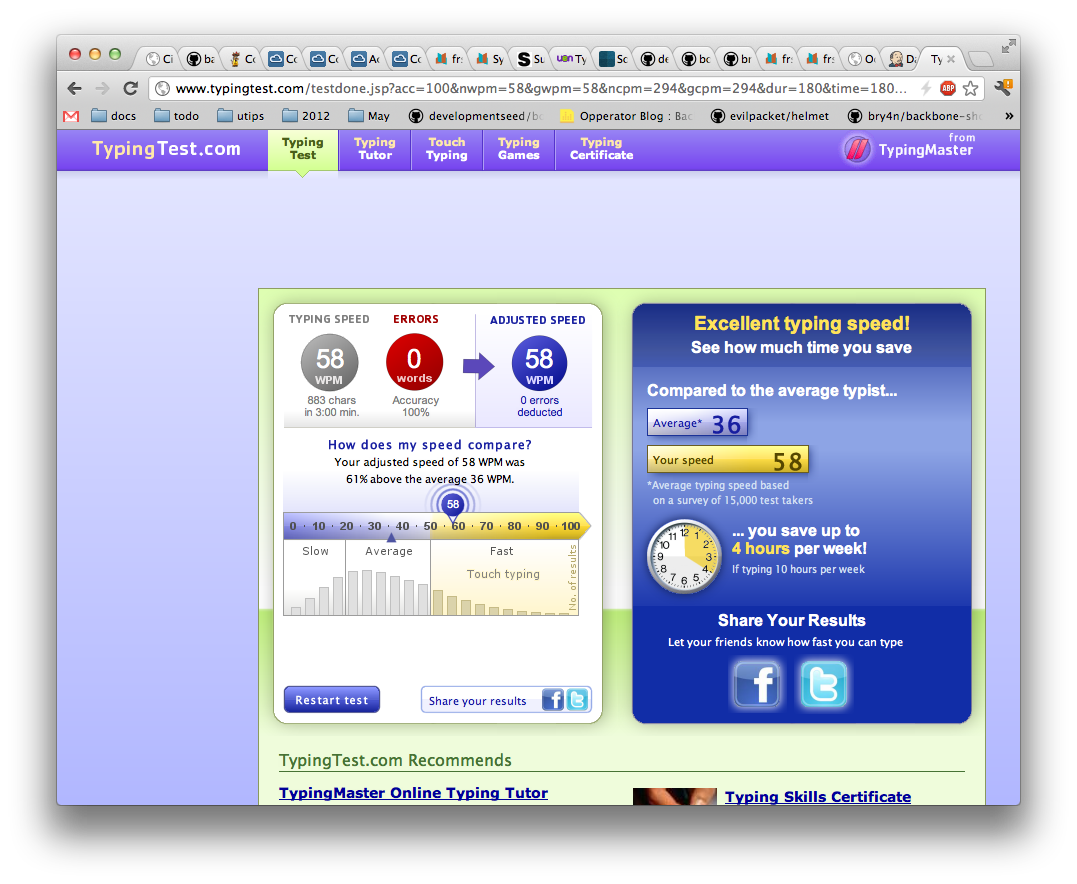 Ci
ba
Co
Co
Co
Ac
Co
fr
Sy
Su
uen Ty
Sc
de
bc
br
fr
frs
Oc
Da
Ty
www.typingtest.com/testdone.jsp?acc=100&nwpm=58&gwpm=58&ncpm=294&gcpm=294&dur=180&time=180...
ABP
docs
todo
utips
2012
May
developmentseed/bo
Opperator Blog : Bac
evilpacket/helmet
bry4n/backbone-sh
»
TypingTest.com
Typing Test
Typing Tutor
Touch Typing
Typing Games
Typing Certificate
from
TypingMaster
TYPING SPEED
ERRORS
ADJUSTED SPEED
58
WPM
0
words
58
WPM
883 chars
in 3:00 min.
Accuracy
100%
0 errors
deducted
How does my speed compare?
Your adjusted speed of 58 WPM was
61% above the average 36 WPM.
58
0 · 10 · 20 · 30 · 40 · 50 · 60 · 70 · 80 · 90 · 100
Slow
Average
Fast
Touch typing
No. of results
Restart test
Share your results
f
t
Excellent typing speed!
See how much time you save
Compared to the average typist...
Average* 36
Your speed 58
*Average typing speed based
on a survey of 15,000 test takers
12
1
2
3
4
5
6
7
8
9
10
11
... you save up to
4 hours per week!
If typing 10 hours per week
Share Your Results
Let your friends know how fast you can type
f
t
TypingTest.com Recommends
TypingMaster Online Typing Tutor
Typing Skills Certificate